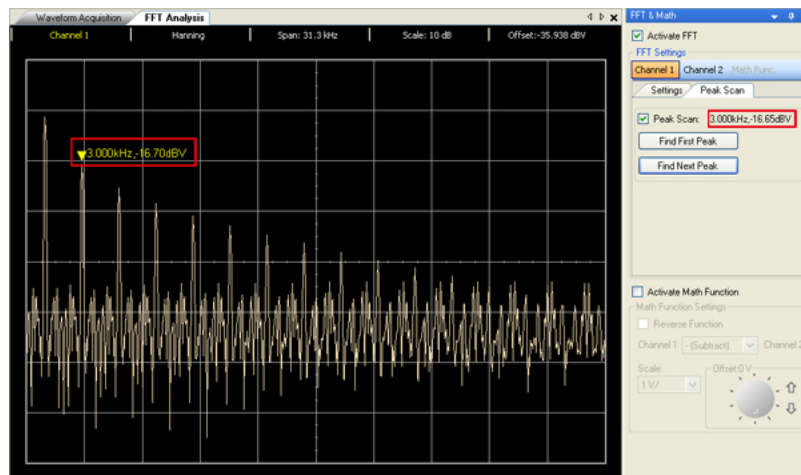 Waveform Acquisition FFT Analysis
Channel 1 Hanning Span: 31.3 kHz Scale: 10 dB Offset:-35.938 dBV
3.000kHz,-16.70dBV
FFT & Math
Activate FFT
FFT Settings
Channel 1 Channel 2 Math Func.
Settings Peak Scan
Peak Scan: 3.000kHz,-16.65dBV
Find First Peak
Find Next Peak
Activate Math Function
Math Function Settings
Reverse Function
Channel 1 - (Subtract) Channel 2
Scale: Offset:0 V
1 V/